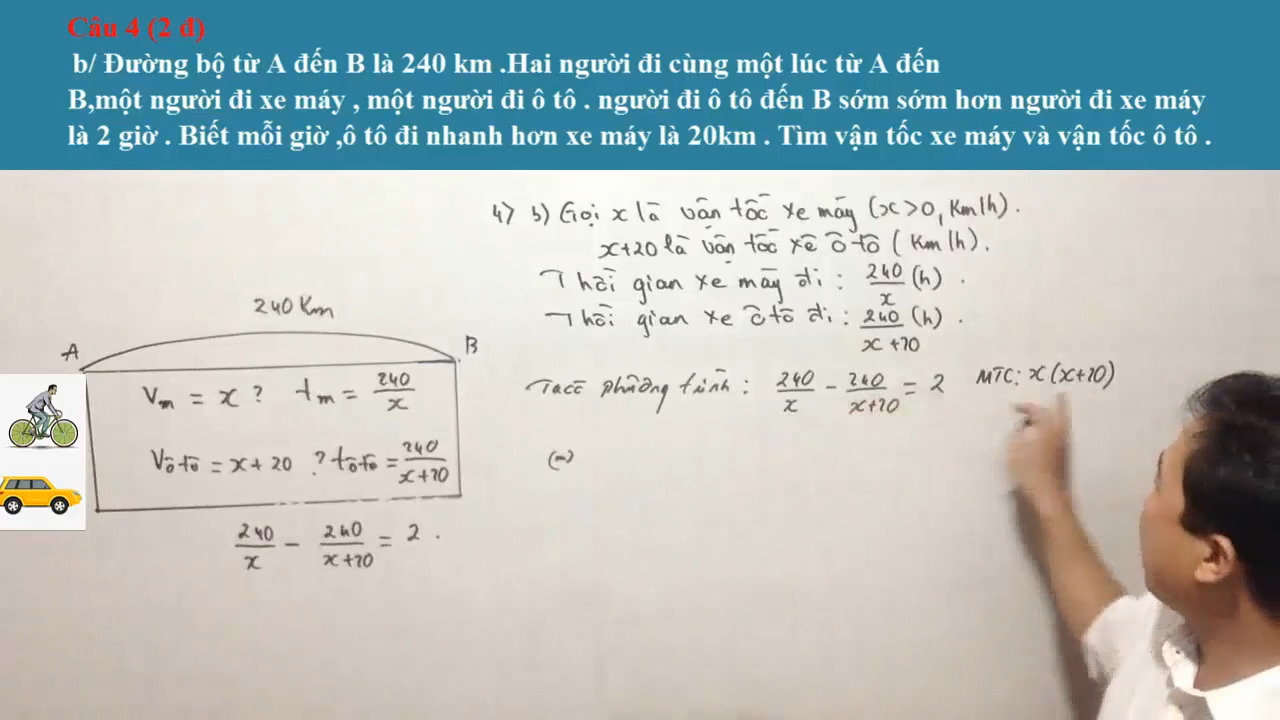 Câu 4 (2 đ)
b/ Đường bộ từ A đến B là 240 km .Hai người đi cùng một lúc từ A đến
B,một người đi xe máy , một người đi ô tô . người đi ô tô đến B sớm sớm hơn người đi xe máy
là 2 giờ . Biết mỗi giờ ,ô tô đi nhanh hơn xe máy là 20km . Tìm vận tốc xe máy và vận tốc ô tô .
4) b) Gọi x là vận tốc xe máy (x>0, Km/h).
x+20 là vận tốc xe ô tô (Km/h).
Thời gian xe máy đi : 240/x (h) .
Thời gian xe ô tô đi : 240/x+20 (h) .
Ta có phương trình : 240/x - 240/x+20 = 2 MTC: x(x+20)
(=)
240 Km
A B
Vm = x ? tm = 240/x
Vôtô = x + 20 ? tôtô = 240/x+20
240/x - 240/x+20 = 2 .